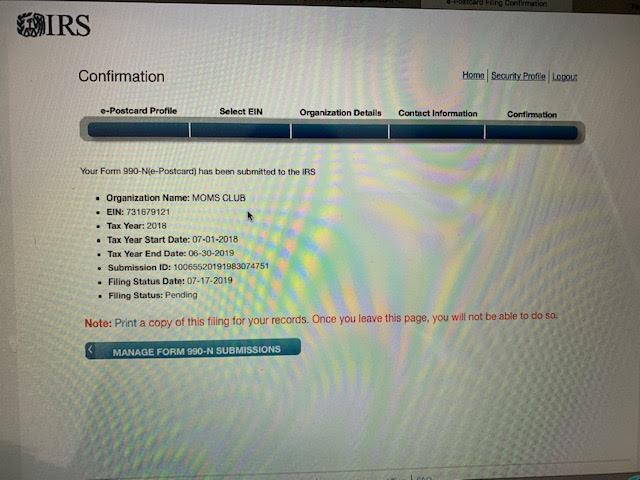 e-Postcard Filing Confirmation
IRS
Confirmation
Home | Security Profile | Logout
e-Postcard Profile
Select EIN
Organization Details
Contact Information
Confirmation
Your Form 990-N(e-Postcard) has been submitted to the IRS
Organization Name: MOMS CLUB
EIN: 731679121
Tax Year: 2018
Tax Year Start Date: 07-01-2018
Tax Year End Date: 06-30-2019
Submission ID: 10065520191983074751
Filing Status Date: 07-17-2019
Filing Status: Pending
Note: Print a copy of this filing for your records. Once you leave this page, you will not be able to do so.
MANAGE FORM 990-N SUBMISSIONS